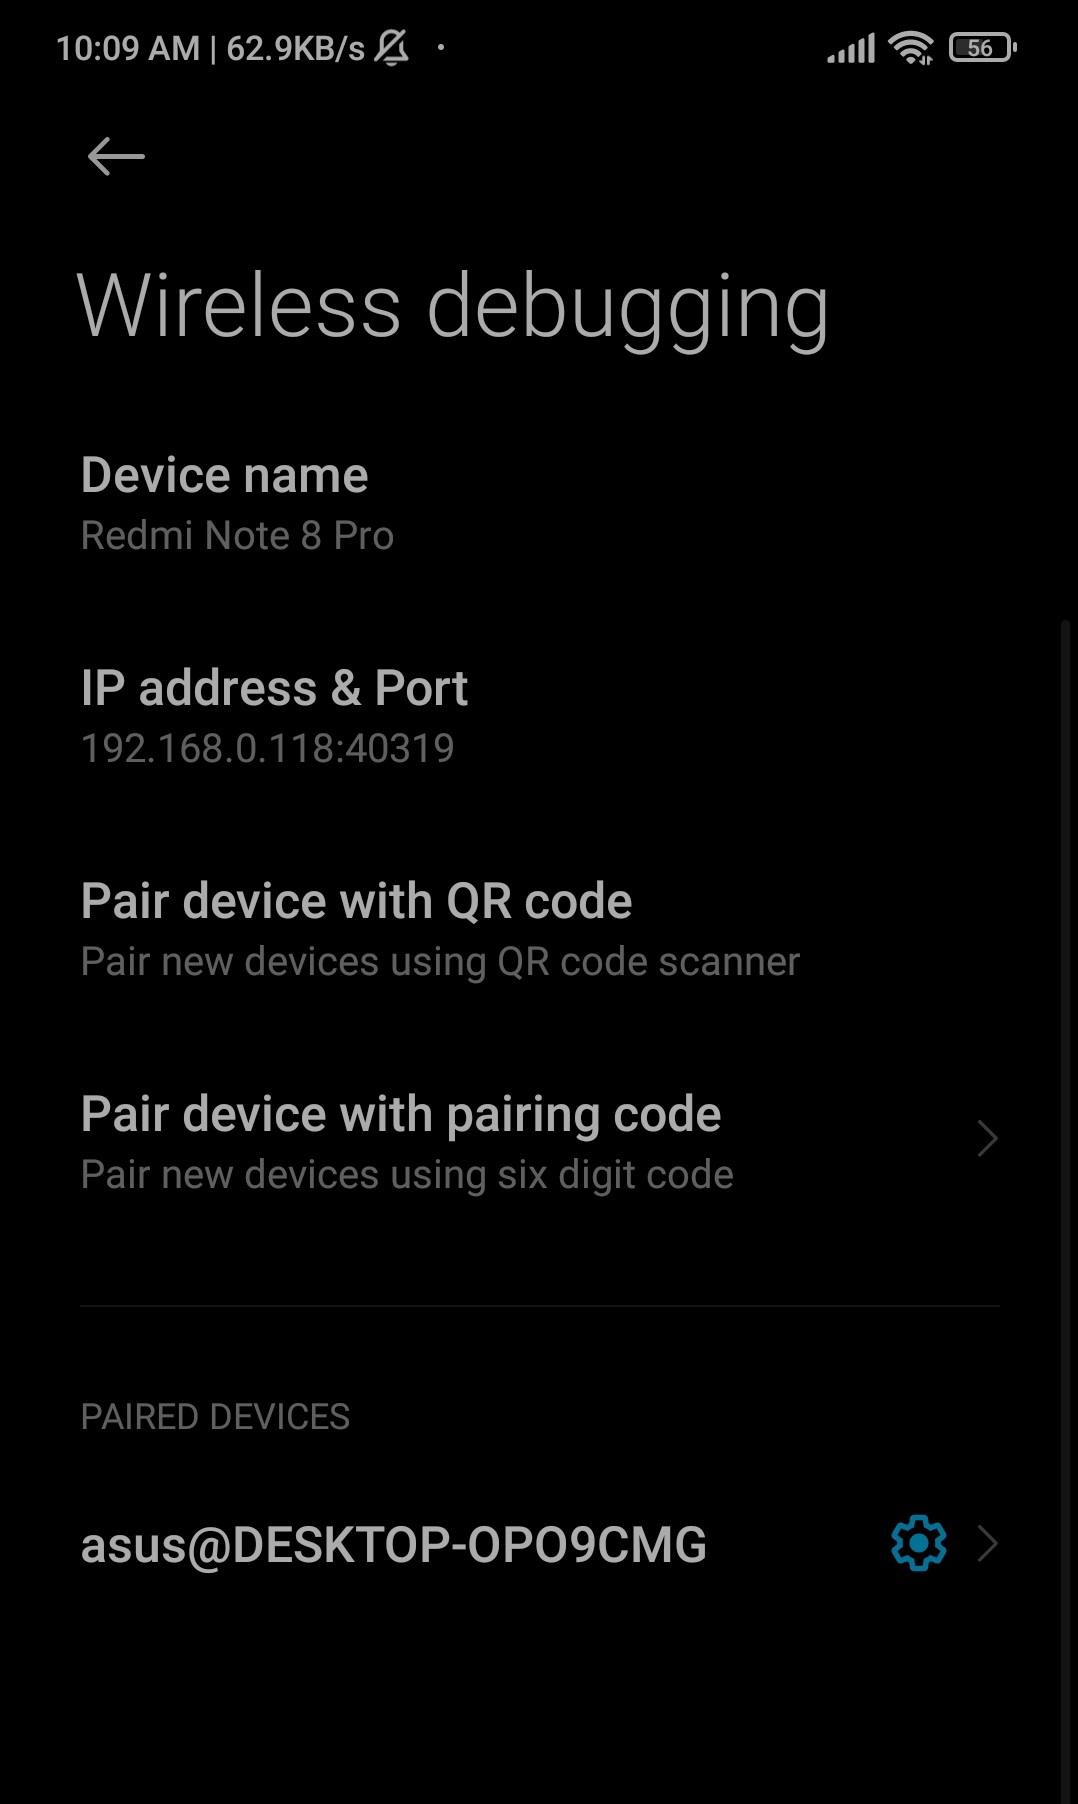 10:09 AM | 62.9KB/s
56
Wireless debugging
Device name
Redmi Note 8 Pro
IP address & Port
192.168.0.118:40319
Pair device with QR code
Pair new devices using QR code scanner
Pair device with pairing code
Pair new devices using six digit code
PAIRED DEVICES
asus@DESKTOP-OPO9CMG